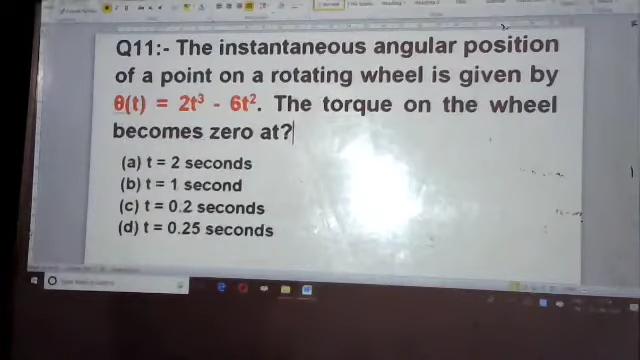 Q11:- The instantaneous angular position
of a point on a rotating wheel is given by
θ(t) = 2t³ - 6t². The torque on the wheel
becomes zero at?
(a) t = 2 seconds
(b) t = 1 second
(c) t = 0.2 seconds
(d) t = 0.25 seconds